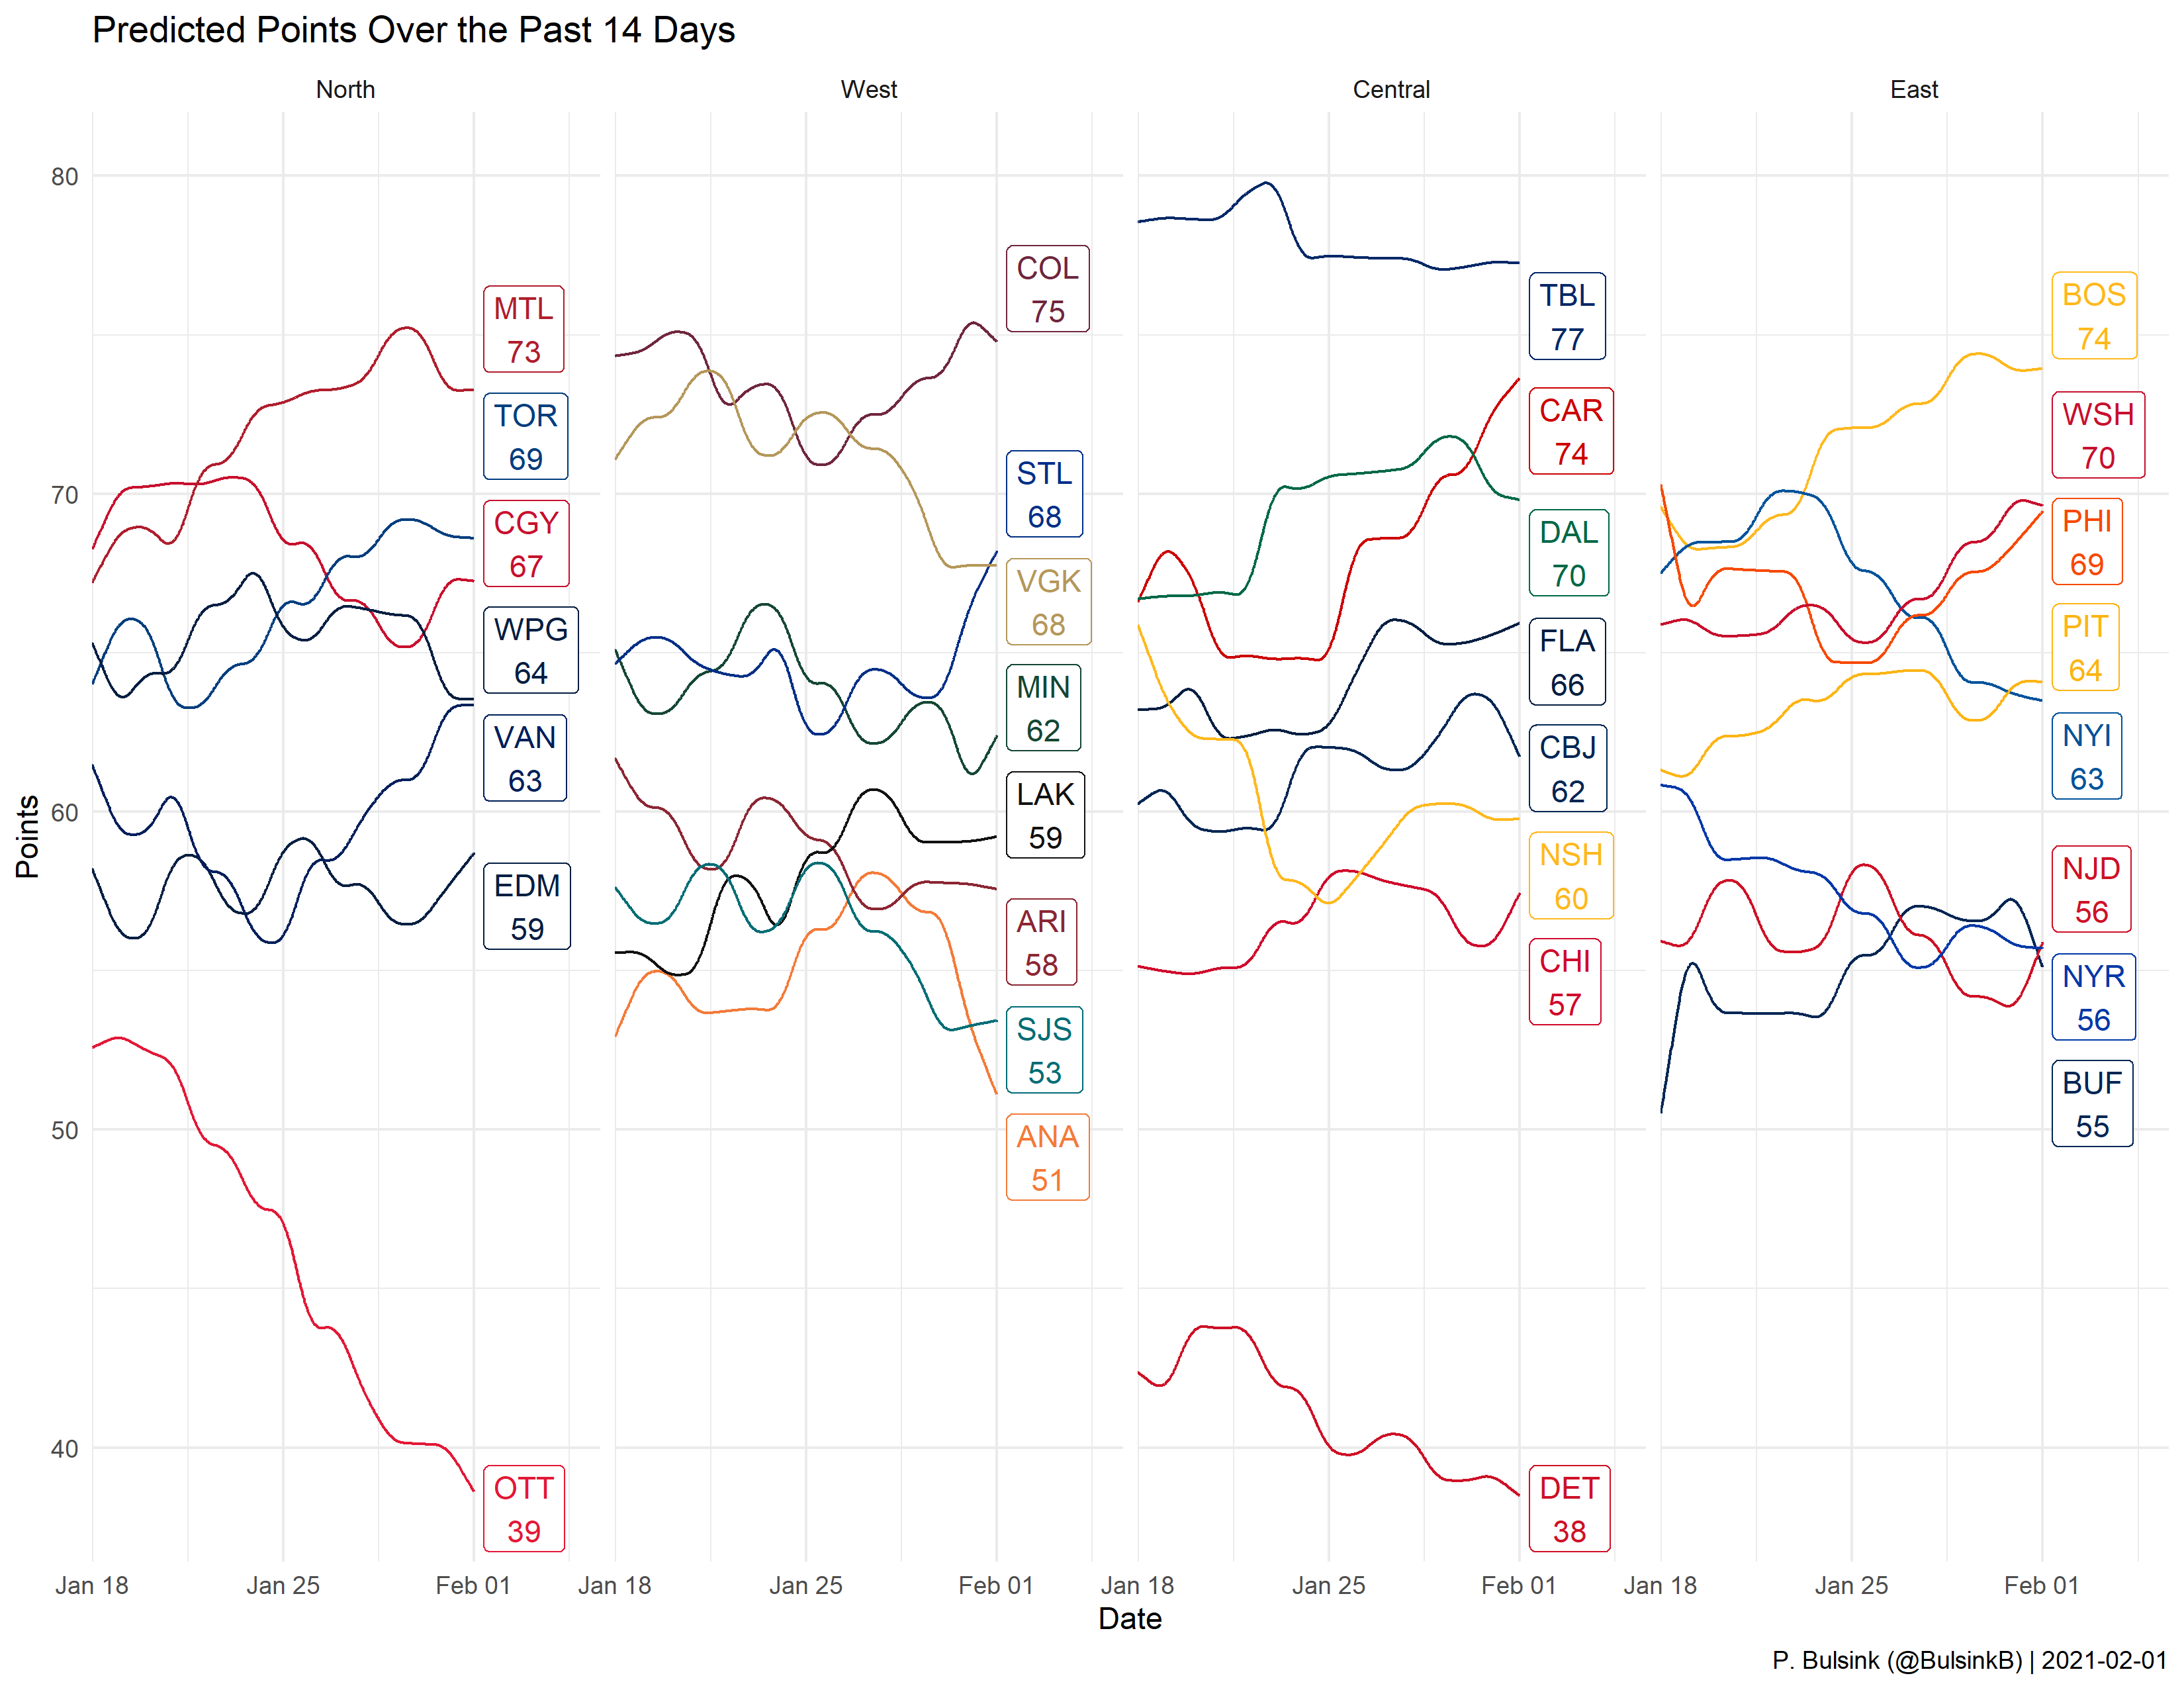 Predicted Points Over the Past 14 Days
North
West
Central
East
Points
80
70
60
50
40
MTL
73
TOR
69
CGY
67
WPG
64
VAN
63
EDM
59
OTT
39
COL
75
STL
68
VGK
68
MIN
62
LAK
59
ARI
58
SJS
53
ANA
51
TBL
77
CAR
74
DAL
70
FLA
66
CBJ
62
NSH
60
CHI
57
DET
38
BOS
74
WSH
70
PHI
69
PIT
64
NYI
63
NJD
56
NYR
56
BUF
55
Jan 18 Jan 25 Feb 01
Jan 18 Jan 25 Feb 01
Jan 18 Jan 25 Feb 01
Jan 18 Jan 25 Feb 01
Date
P. Bulsink (@BulsinkB) | 2021-02-01